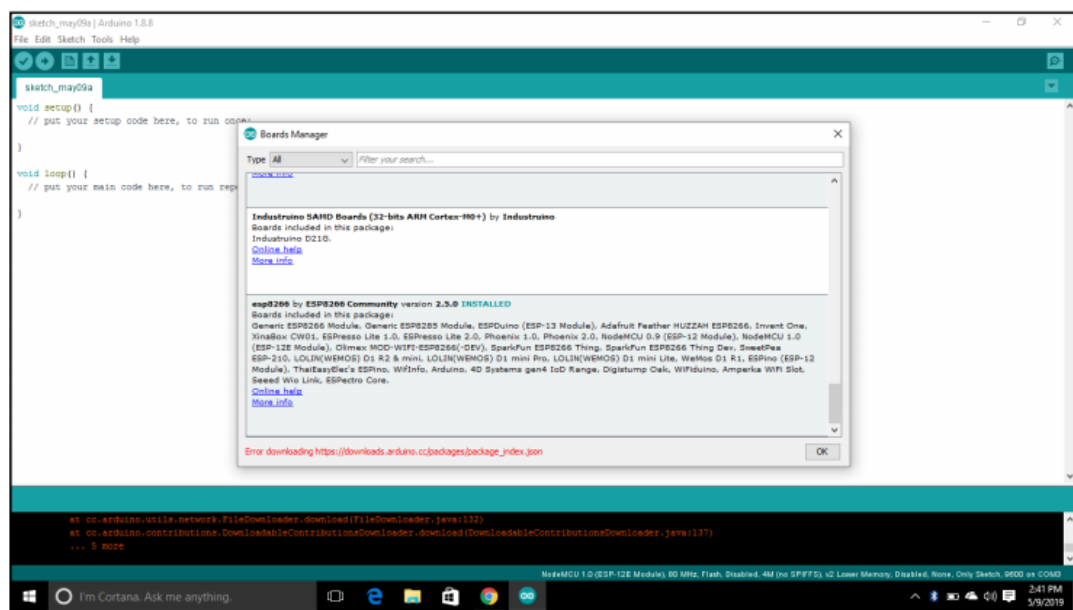 sketch_may09a | Arduino 1.8.8
File Edit Sketch Tools Help
sketch_may09a
void setup() {
// put your setup code here, to run once:
}
void loop() {
// put your main code here, to run repe
}
Boards Manager
Type All
Filter your search...
More info
Industruino SAMD Boards (32-bits ARM Cortex-M0+) by Industruino
Boards included in this package:
Industruino D21G.
Online help
More info
esp8266 by ESP8266 Community version 2.5.0 INSTALLED
Boards included in this package:
Generic ESP8266 Module, Generic ESP8285 Module, ESPDuino (ESP-13 Module), Adafruit Feather HUZZAH ESP8266, Invent One,
XinaBox CW01, ESPresso Lite 1.0, ESPresso Lite 2.0, Phoenix 1.0, Phoenix 2.0, NodeMCU 0.9 (ESP-12 Module), NodeMCU 1.0
(ESP-12E Module), Olimex MOD-WIFI-ESP8266(-DEV), SparkFun ESP8266 Thing, SparkFun ESP8266 Thing Dev, SweetPea
ESP-210, LOLIN(WEMOS) D1 R2 & mini, LOLIN(WEMOS) D1 mini Pro, LOLIN(WEMOS) D1 mini Lite, WeMos D1 R1, ESPino (ESP-12
Module), ThaiEasyElec's ESPino, WifInfo, Arduino, 4D Systems gen4 IoD Range, Digistump Oak, WiFiduino, Amperka WiFi Slot,
Seeed Wio Link, ESPectro Core.
Online help
More info
Error downloading https://downloads.arduino.cc/packages/package_index.json
OK
at cc.arduino.utils.network.FileDownloader.download(FileDownloader.java:132)
at cc.arduino.contributions.DownloadableContributionsDownloader.download(DownloadableContributionsDownloader.java:137)
... 5 more
NodeMCU 1.0 (ESP-12E Module), 80 MHz, Flash, Disabled, 4M (no SPIFFS), v2 Lower Memory, Disabled, None, Only Sketch, 9600 on COM3
I'm Cortana. Ask me anything.
2:41 PM
5/9/2019